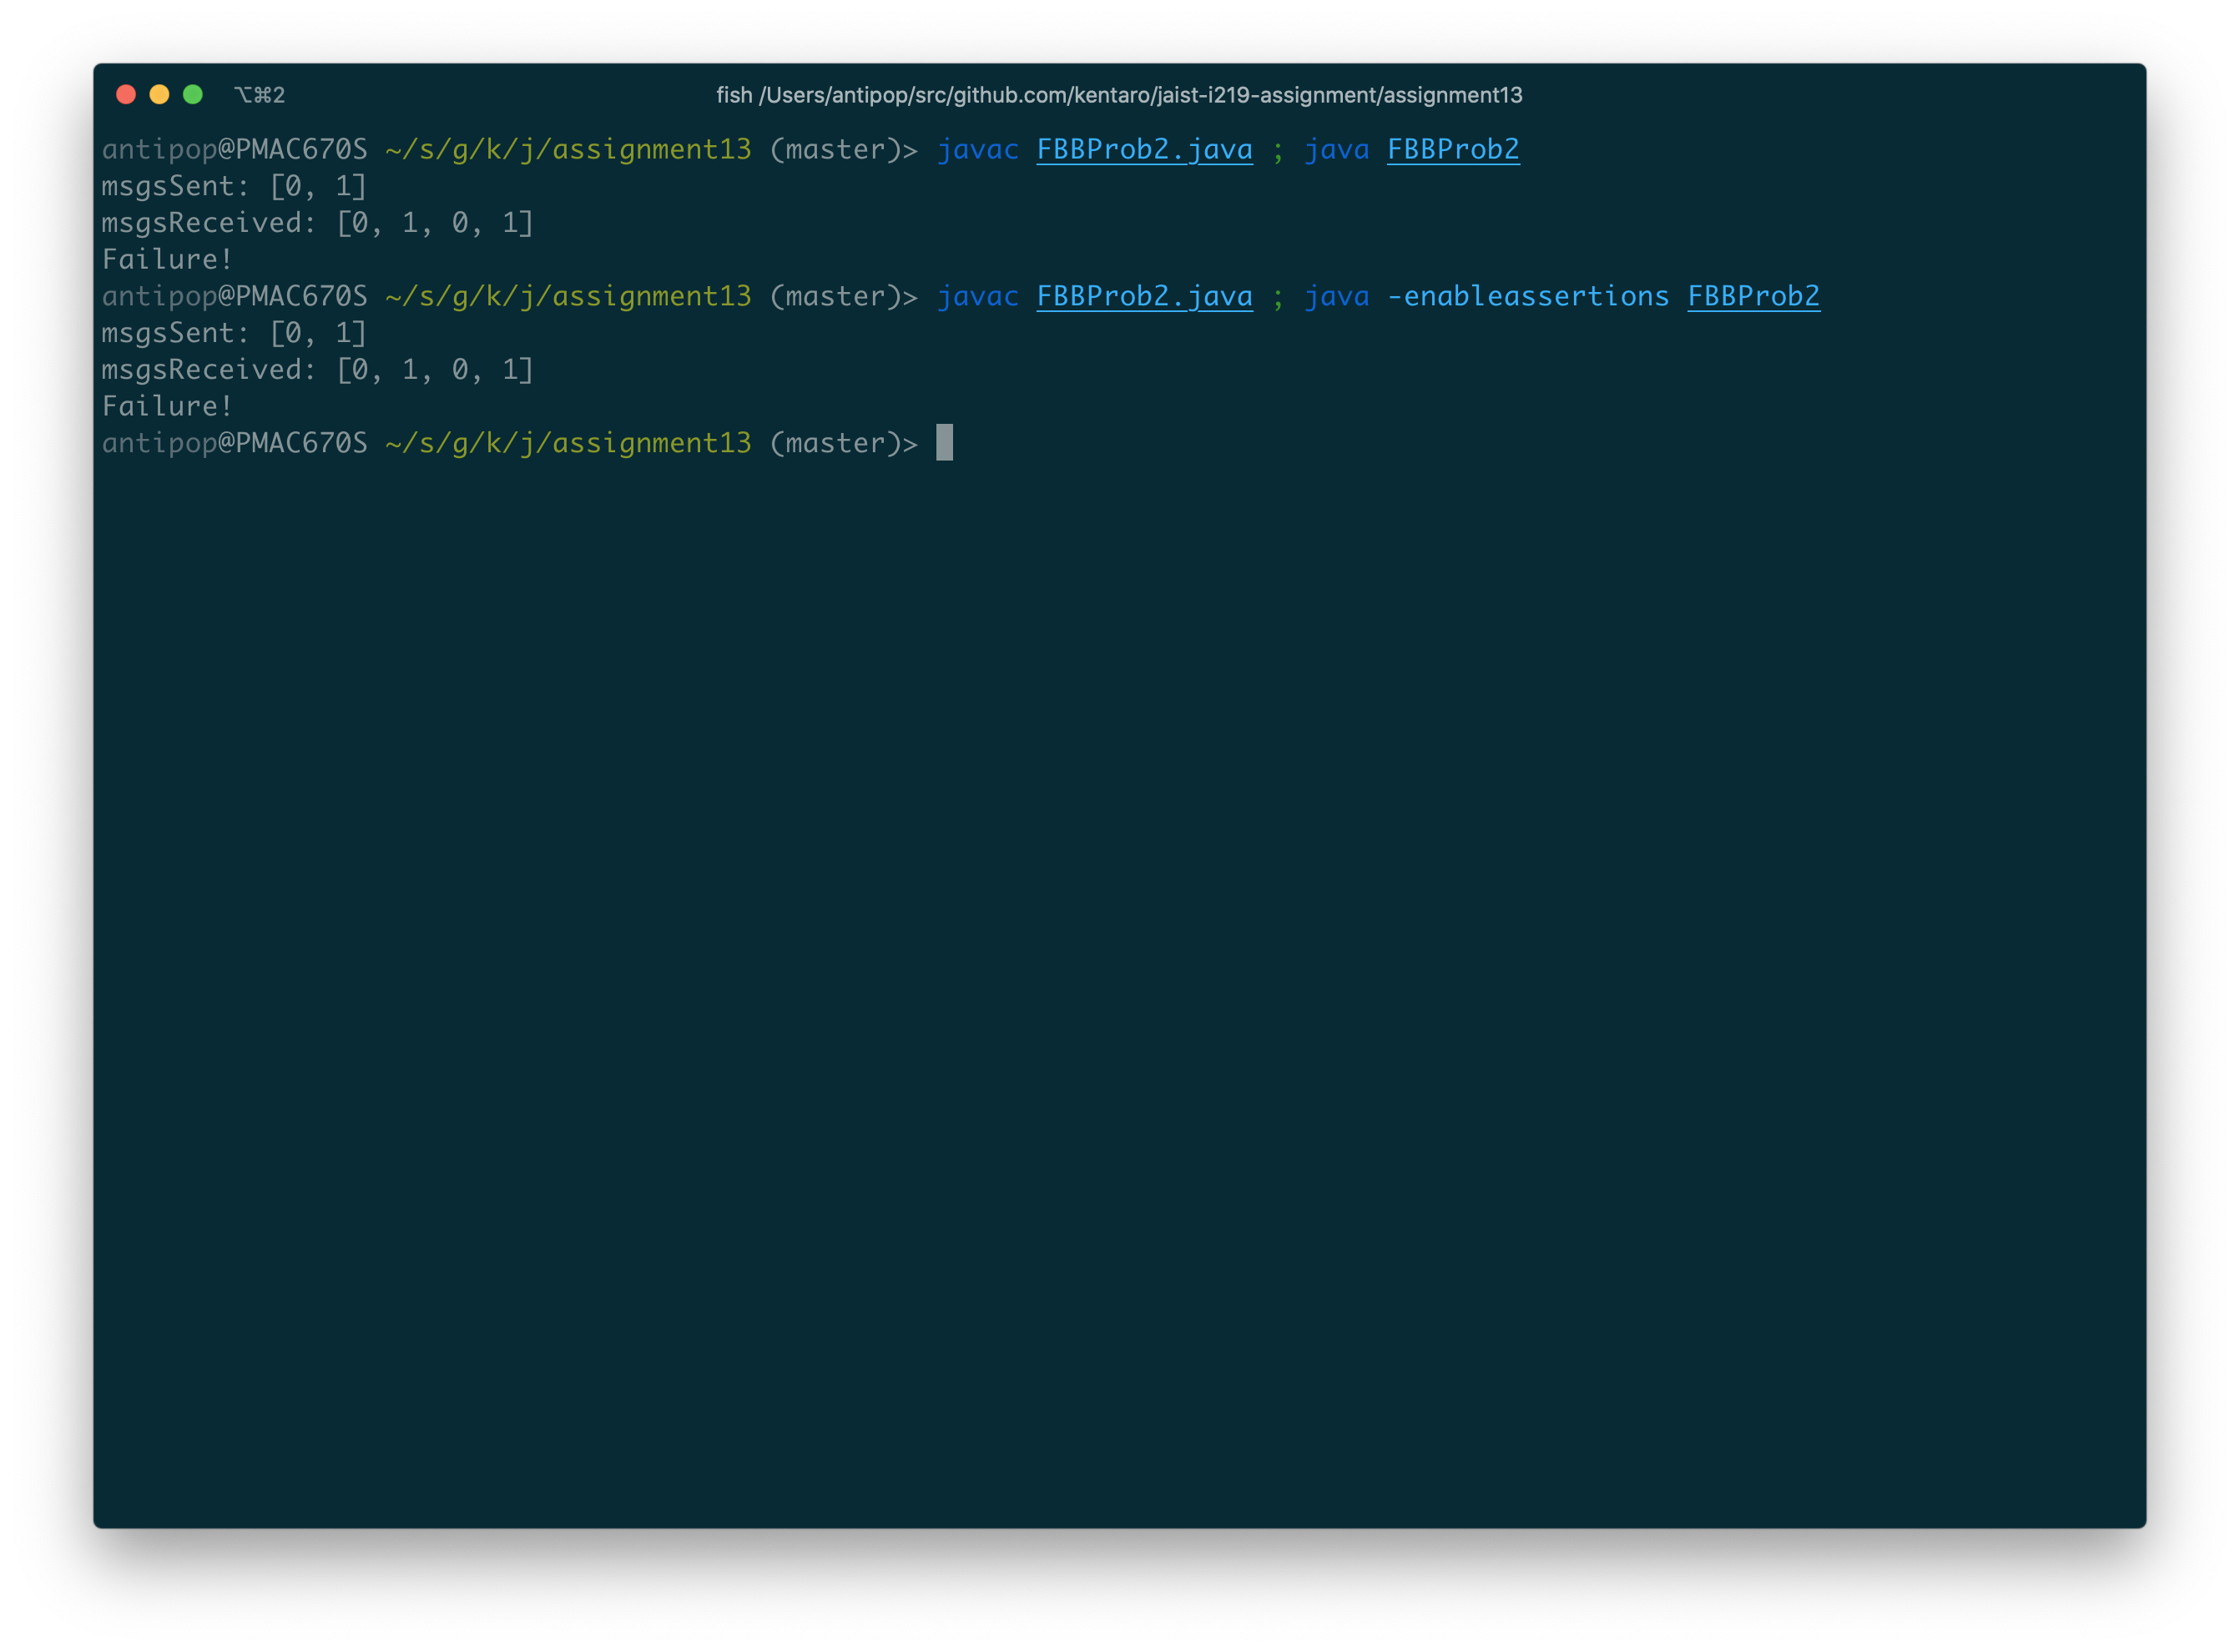 ⌥⌘2 fish /Users/antipop/src/github.com/kentaro/jaist-i219-assignment/assignment13
antipop@PMAC670S ~/s/g/k/j/assignment13 (master)> javac FBBProb2.java ; java FBBProb2
msgsSent: [0, 1]
msgsReceived: [0, 1, 0, 1]
Failure!
antipop@PMAC670S ~/s/g/k/j/assignment13 (master)> javac FBBProb2.java ; java -enableassertions FBBProb2
msgsSent: [0, 1]
msgsReceived: [0, 1, 0, 1]
Failure!
antipop@PMAC670S ~/s/g/k/j/assignment13 (master)>